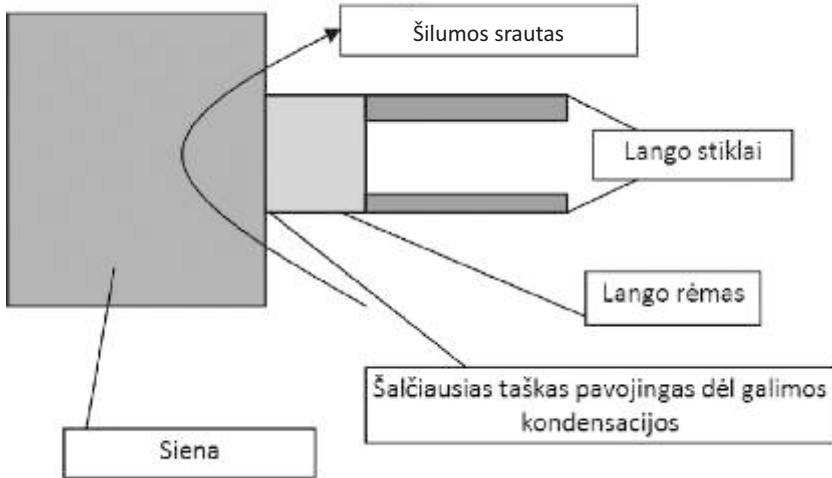 Šilumos srautas
Lango stiklai
Lango rėmas
Šalčiausias taškas pavojingas dėl galimos
kondensacijos
Siena